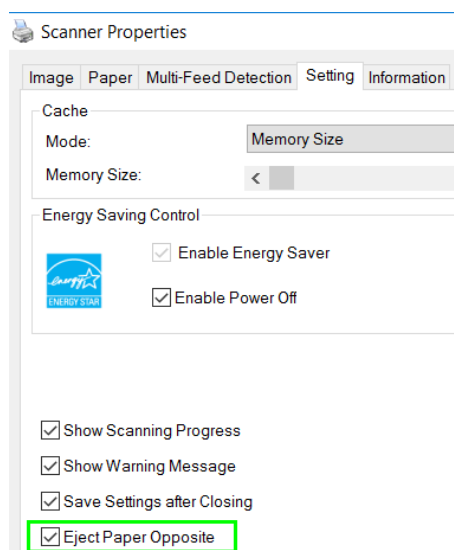 Scanner Properties
Image Paper Multi-Feed Detection Setting Information
Cache
Mode: Memory Size
Memory Size:
Energy Saving Control
Enable Energy Saver
energy
ENERGY STAR
Enable Power Off
Show Scanning Progress
Show Warning Message
Save Settings after Closing
Eject Paper Opposite